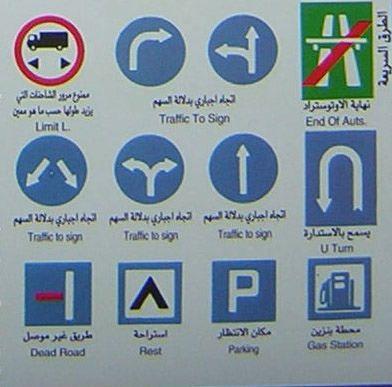 الطرق السريعة
ممنوع مرور الشاحنات التي
يزيد طولها حسب ما هو مبين
Limit L.
اتجاه اجباري بدلالة السهم
Traffic To Sign
نهاية الأوتوستراد
End Of Auts.
اتجاه اجباري بدلالة السهم
Traffic to sign
اتجاه اجباري بدلالة السهم
Traffic to sign
اتجاه اجباري بدلالة السهم
Traffic to sign
يسمح بالاستدارة
U Turn
طريق غير موصل
Dead Road
استراحة
Rest
P
مكان الانتظار
Parking
محطة بنزين
Gas Station